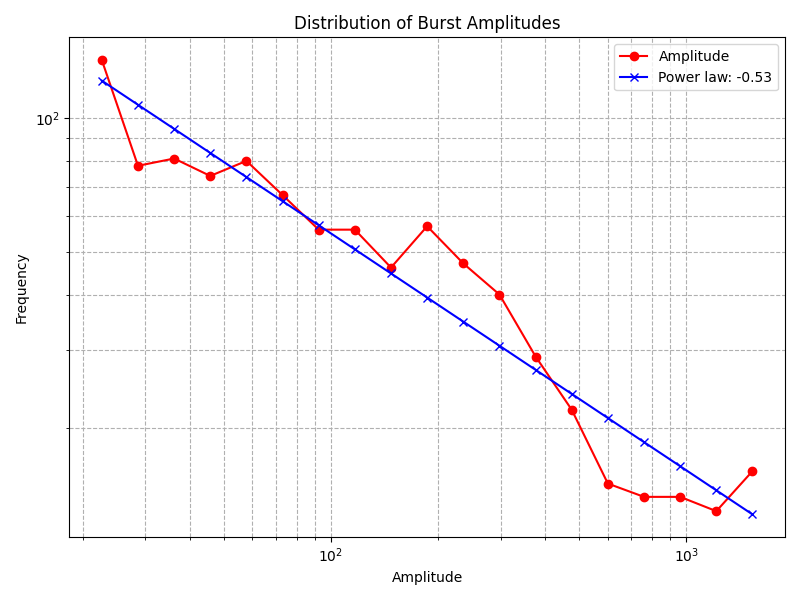 Distribution of Burst Amplitudes
Amplitude
Power law: -0.53
10²
Frequency
10²
10³
Amplitude